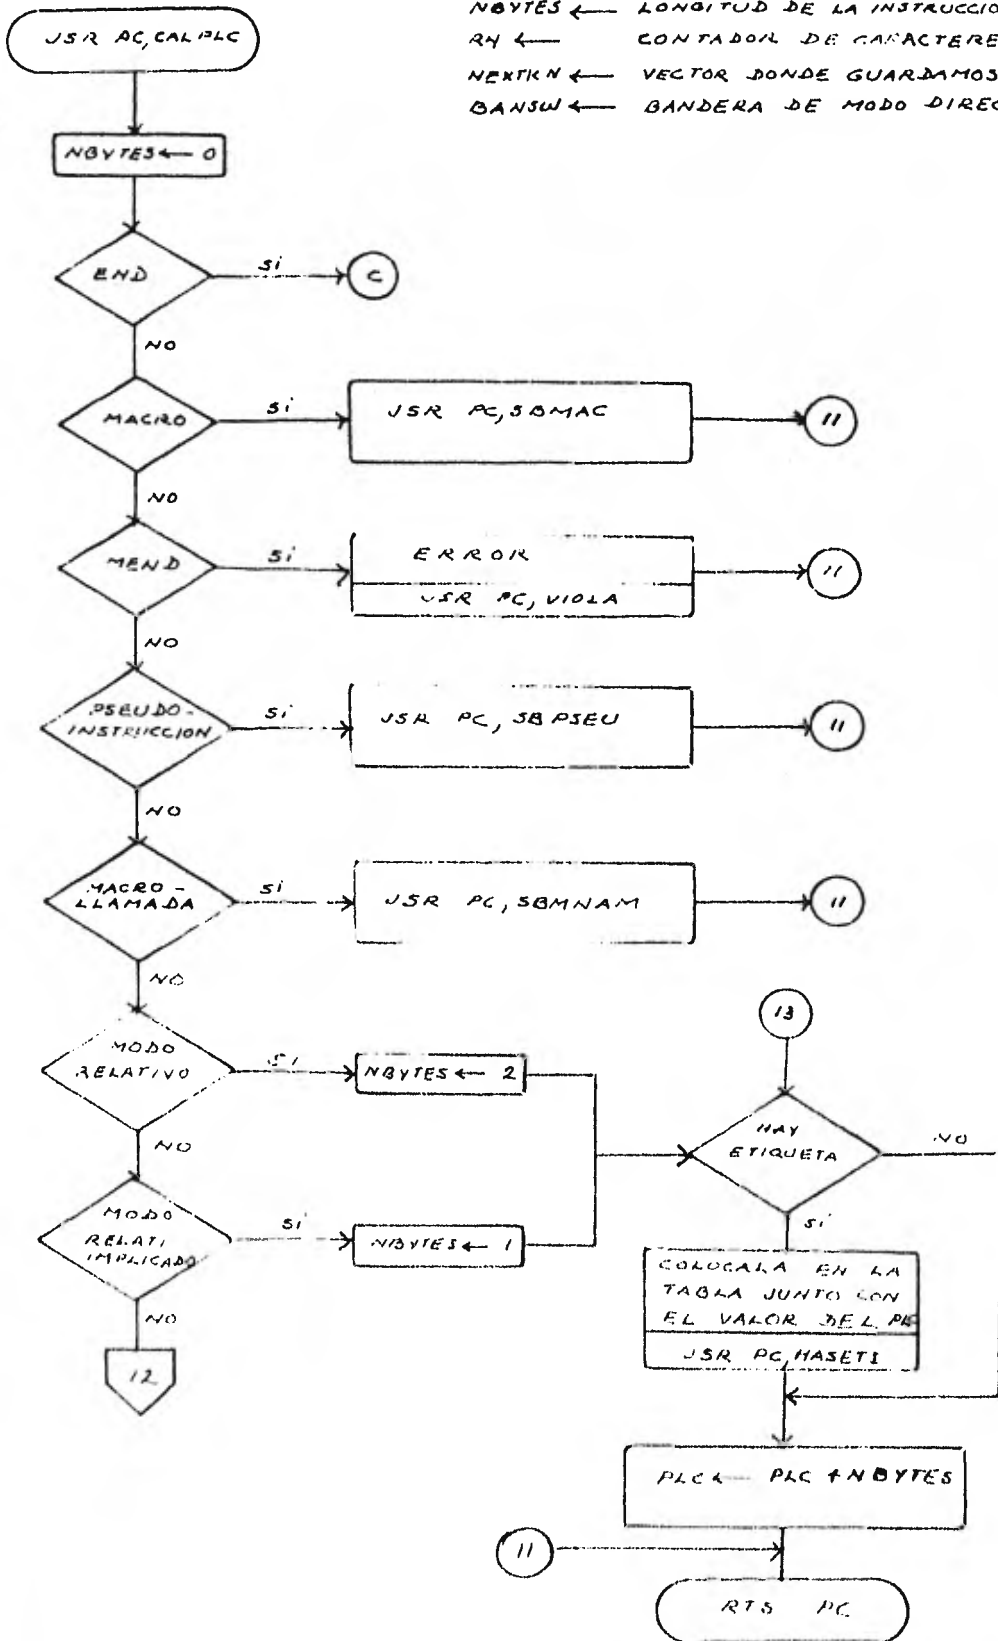 NBYTES ← LONGITUD DE LA INSTRUCCIO
R4 ← CONTADOR DE CARACTERE
NEXTKN ← VECTOR DONDE GUARDAMOS
BANSW ← BANDERA DE MODO DIREC
JSR PC, CALPLC
NBYTES ← 0
END
si
C
NO
MACRO
si
JSR PC, SBMAC
11
NO
MEND
si
ERROR
JSR PC, VIOLA
11
NO
PSEUDO-
INSTRUCCION
si
JSR PC, SBPSEU
11
NO
MACRO-
LLAMADA
si
JSR PC, SBMNAM
11
NO
MODO
RELATIVO
si
NBYTES ← 2
NO
MODO
RELATI
IMPLICADO
si
NBYTES ← 1
NO
12
13
HAY
ETIQUETA
NO
si
COLOCALA EN LA
TABLA JUNTO CON
EL VALOR DEL PLC
JSR PC, HASETI
PLC ← PLC + NBYTES
11
RTS PC